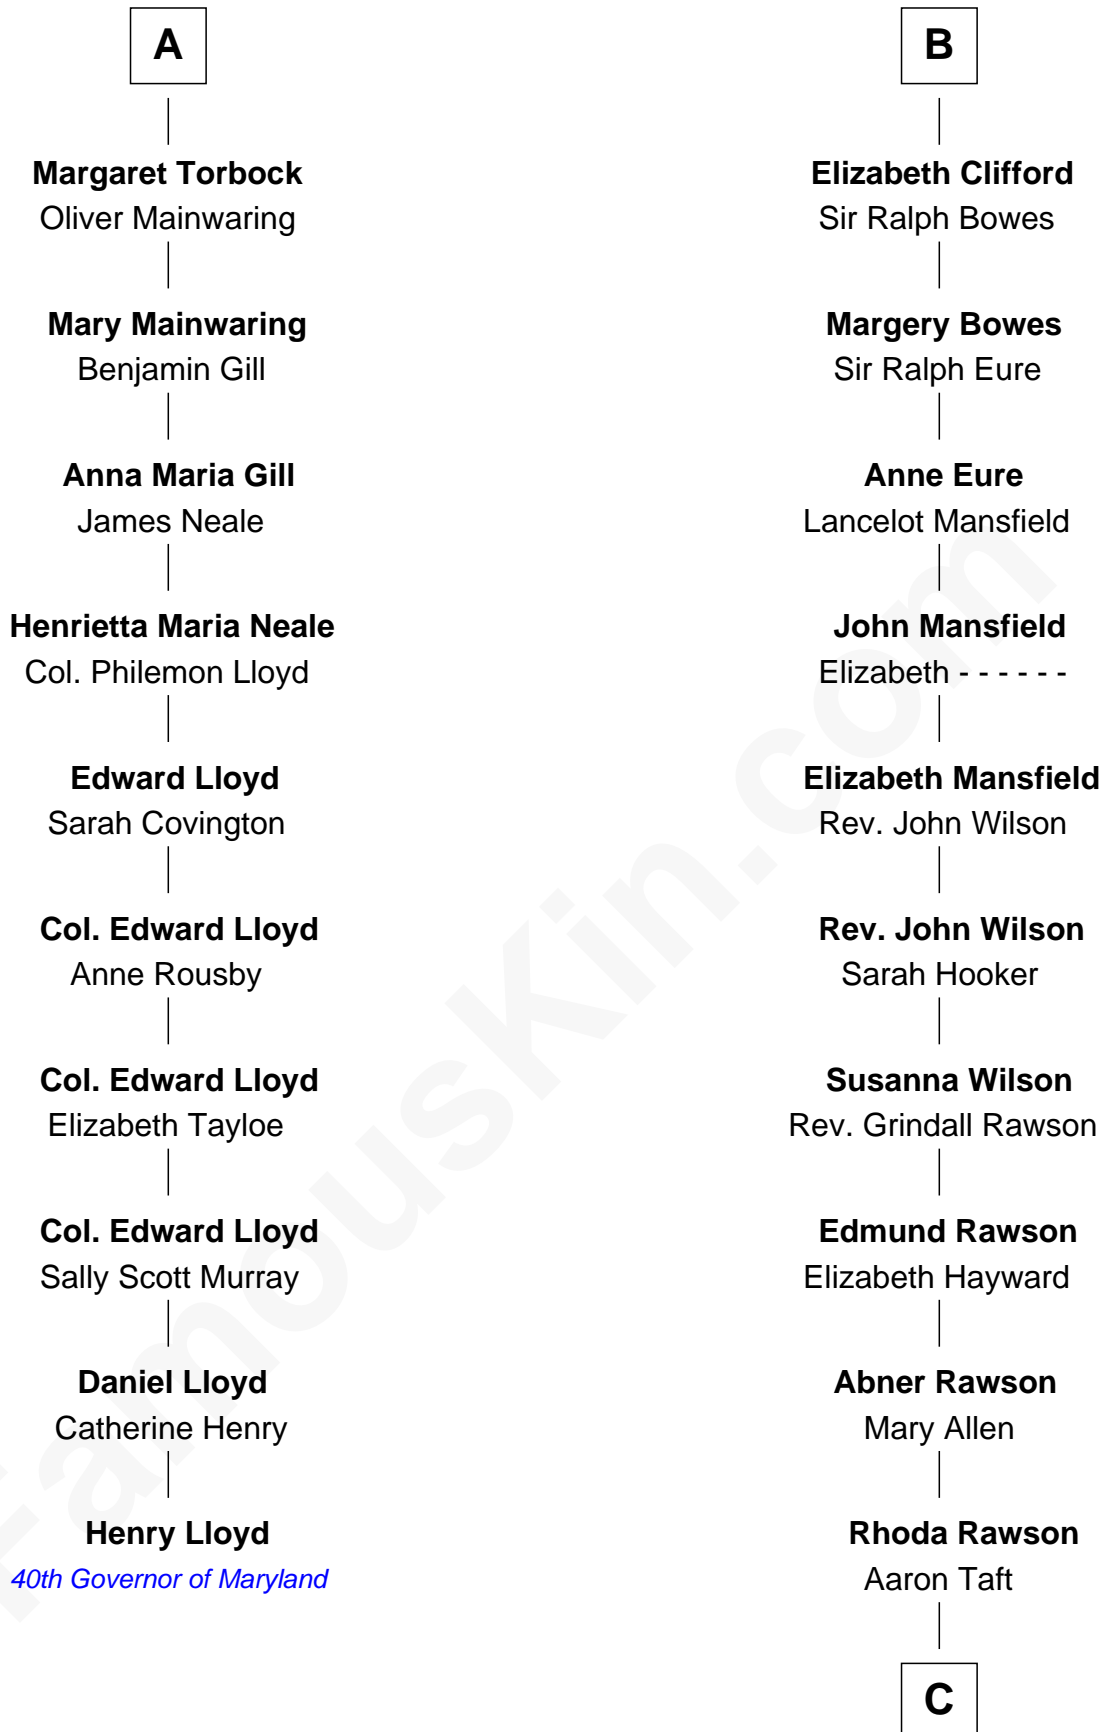 A
Margaret Torbock
Oliver Mainwaring
Mary Mainwaring
Benjamin Gill
Anna Maria Gill
James Neale
Henrietta Maria Neale
Col. Philemon Lloyd
Edward Lloyd
Sarah Covington
Col. Edward Lloyd
Anne Rousby
Col. Edward Lloyd
Elizabeth Tayloe
Col. Edward Lloyd
Sally Scott Murray
Daniel Lloyd
Catherine Henry
Henry Lloyd
40th Governor of Maryland
B
Elizabeth Clifford
Sir Ralph Bowes
Margery Bowes
Sir Ralph Eure
Anne Eure
Lancelot Mansfield
John Mansfield
Elizabeth - - - - - -
Elizabeth Mansfield
Rev. John Wilson
Rev. John Wilson
Sarah Hooker
Susanna Wilson
Rev. Grindall Rawson
Edmund Rawson
Elizabeth Hayward
Abner Rawson
Mary Allen
Rhoda Rawson
Aaron Taft
C
FamousKin.com